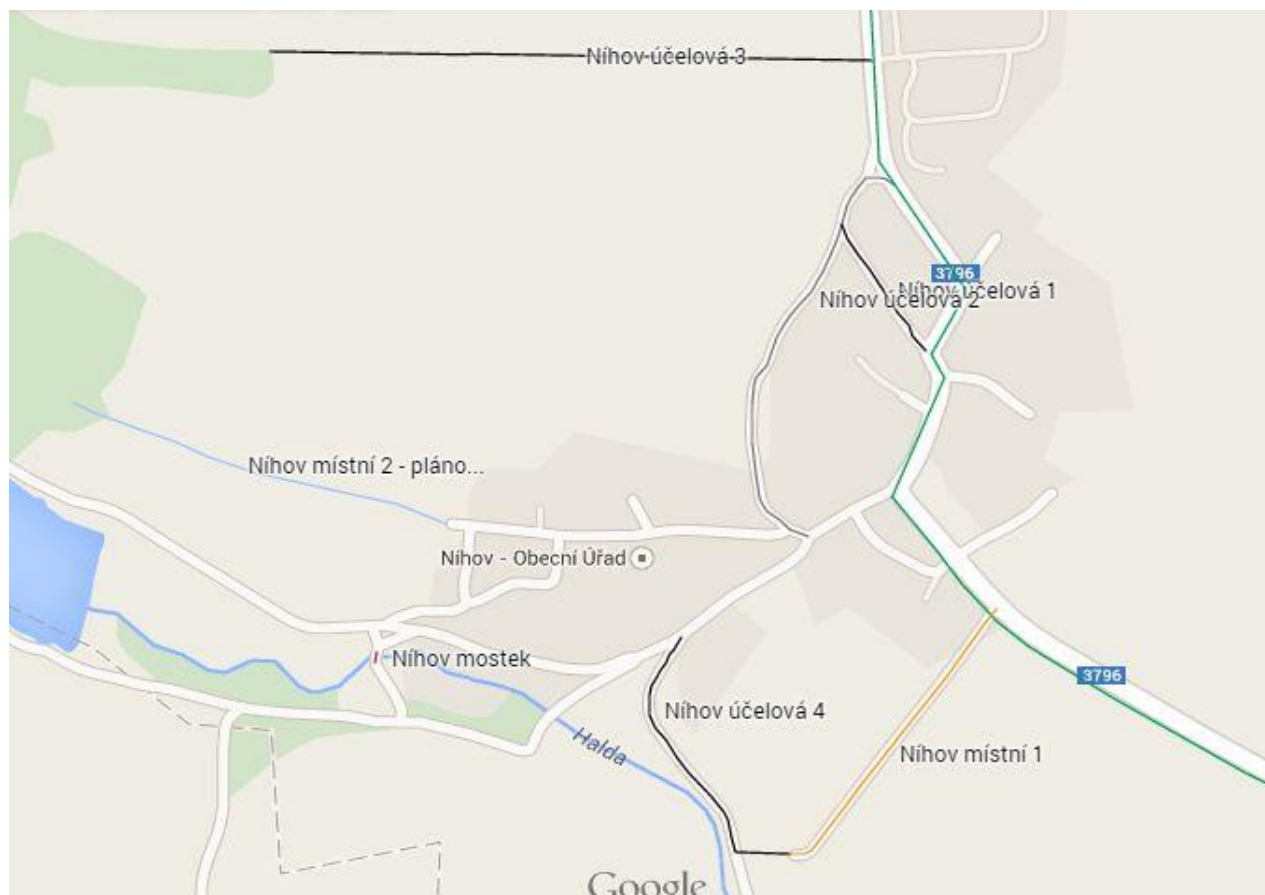 Níhov účelová 3
3796
Níhov účelová 1
Níhov účelová 2
Níhov místní 2 - pláno...
Níhov - Obecní Úřad
Níhov mostek
3796
Níhov účelová 4
Halda
Níhov místní 1
Google